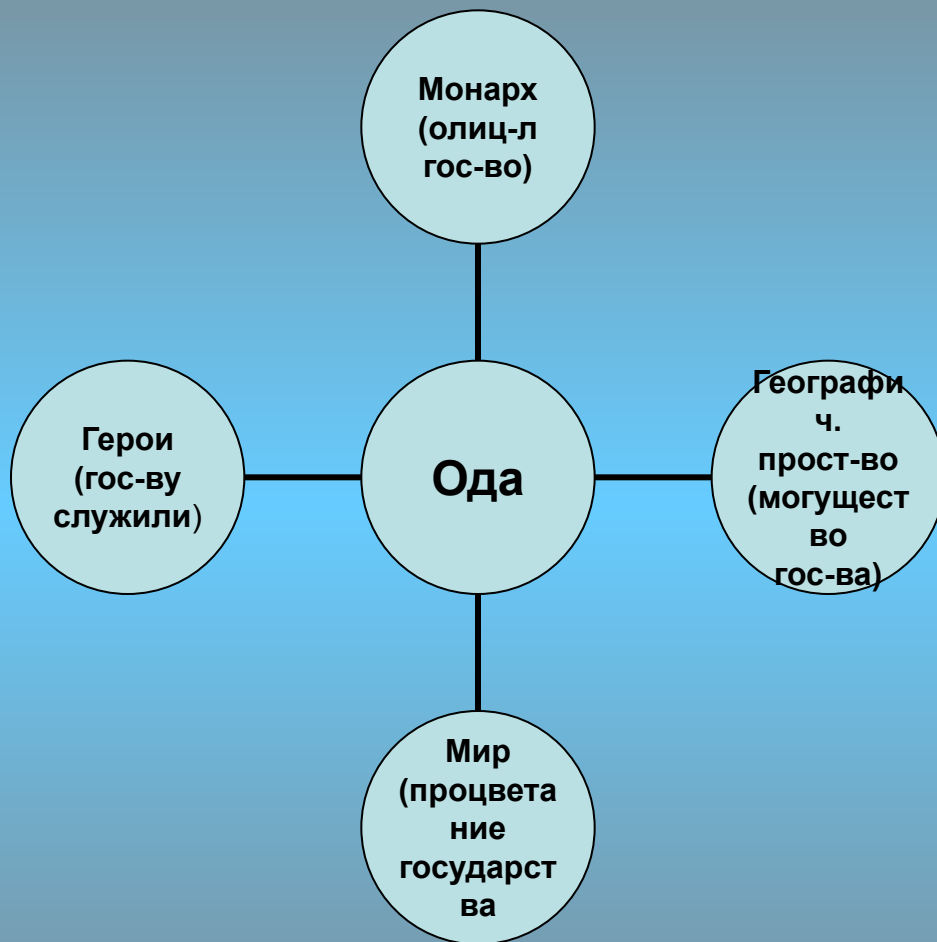 Монарх
(олиц-л
гос-во)
Герои
(гос-ву
служили)
Ода
Географи
ч.
прост-во
(могущест
во
гос-ва)
Мир
(процвета
ние
государст
ва